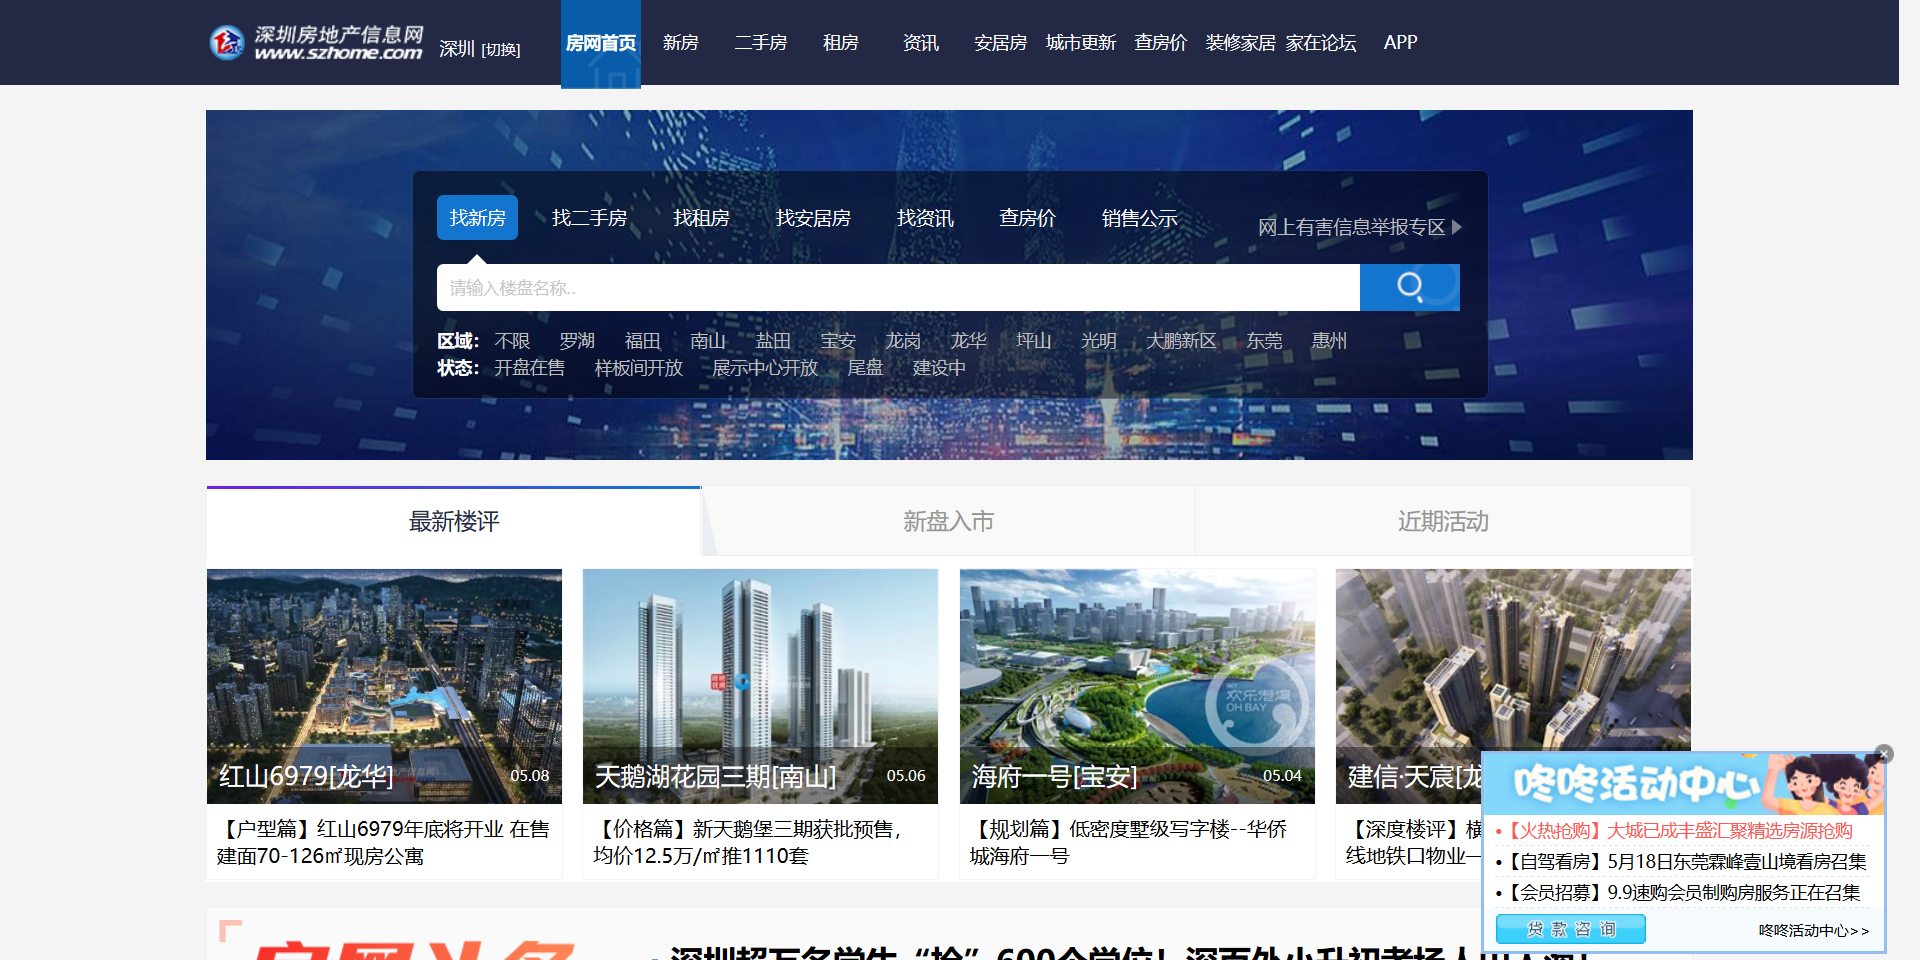 深圳房地产信息网
www.szhome.com
深圳 [切换]
房网首页 新房 二手房 租房 资讯 安居房 城市更新 查房价 装修家居 家在论坛 APP
找新房 找二手房 找租房 找安居房 找资讯 查房价 销售公示
网上有害信息举报专区
请输入楼盘名称..
区域： 不限 罗湖 福田 南山 盐田 宝安 龙岗 龙华 坪山 光明 大鹏新区 东莞 惠州
状态： 开盘在售 样板间开放 展示中心开放 尾盘 建设中
最新楼评 新盘入市 近期活动
欢乐港湾
OH BAY
红山6979[龙华] 05.08
天鹅湖花园三期[南山] 05.06
海府一号[宝安] 05.04
建信·天宸[龙
【户型篇】红山6979年底将开业 在售
建面70-126㎡现房公寓
【价格篇】新天鹅堡三期获批预售，
均价12.5万/㎡推1110套
【规划篇】低密度墅级写字楼--华侨
城海府一号
【深度楼评】横
线地铁口物业—
咚咚活动中心
•【火热抢购】大城已成丰盛汇聚精选房源抢购
•【自驾看房】5月18日东莞霖峰壹山境看房召集
•【会员招募】9.9速购会员制购房服务正在召集
贷款咨询
咚咚活动中心>>
房网头条
深圳超万名学生“抢”600个学位！深百外小升初考场人山人海！